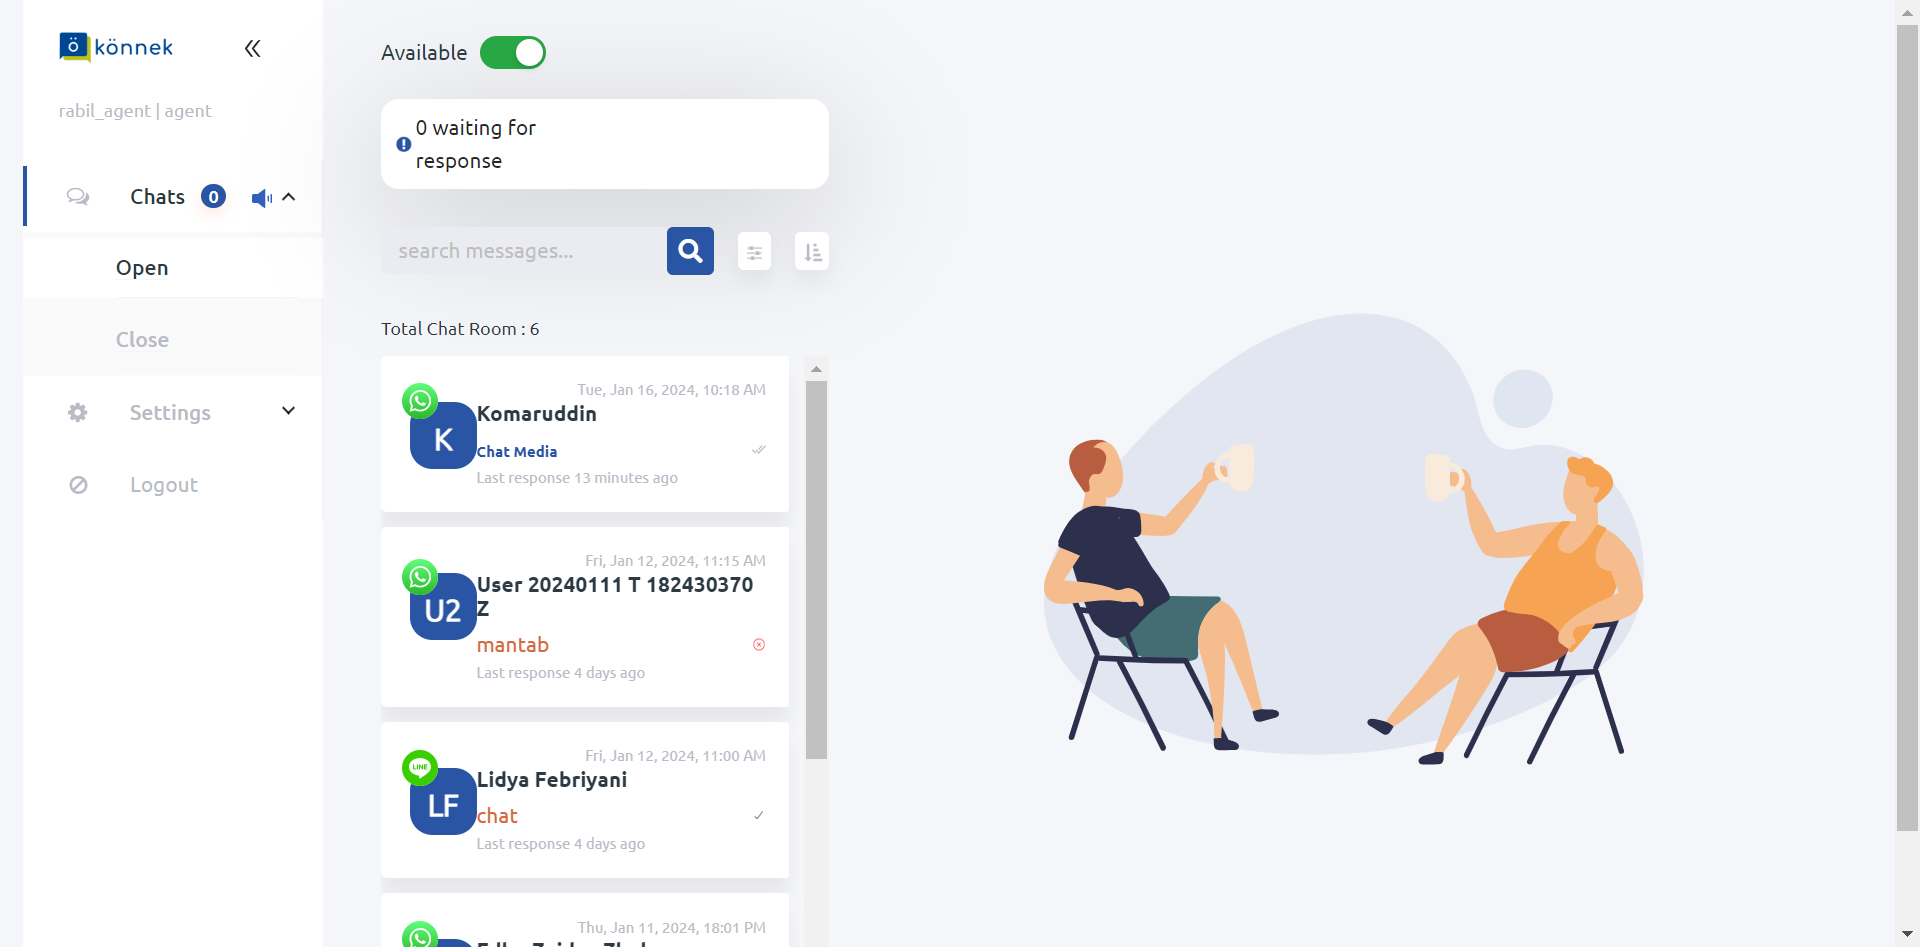 ö könnek
rabil_agent | agent
Chats 0
Open
Close
Settings
Logout
Available
0 waiting for
response
search messages...
Total Chat Room : 6
Tue, Jan 16, 2024, 10:18 AM
K
Komaruddin
Chat Media
Last response 13 minutes ago
Fri, Jan 12, 2024, 11:15 AM
U2
User 20240111 T 182430370
Z
mantab
Last response 4 days ago
Fri, Jan 12, 2024, 11:00 AM
LINE
LF
Lidya Febriyani
chat
Last response 4 days ago
Thu, Jan 11, 2024, 18:01 PM